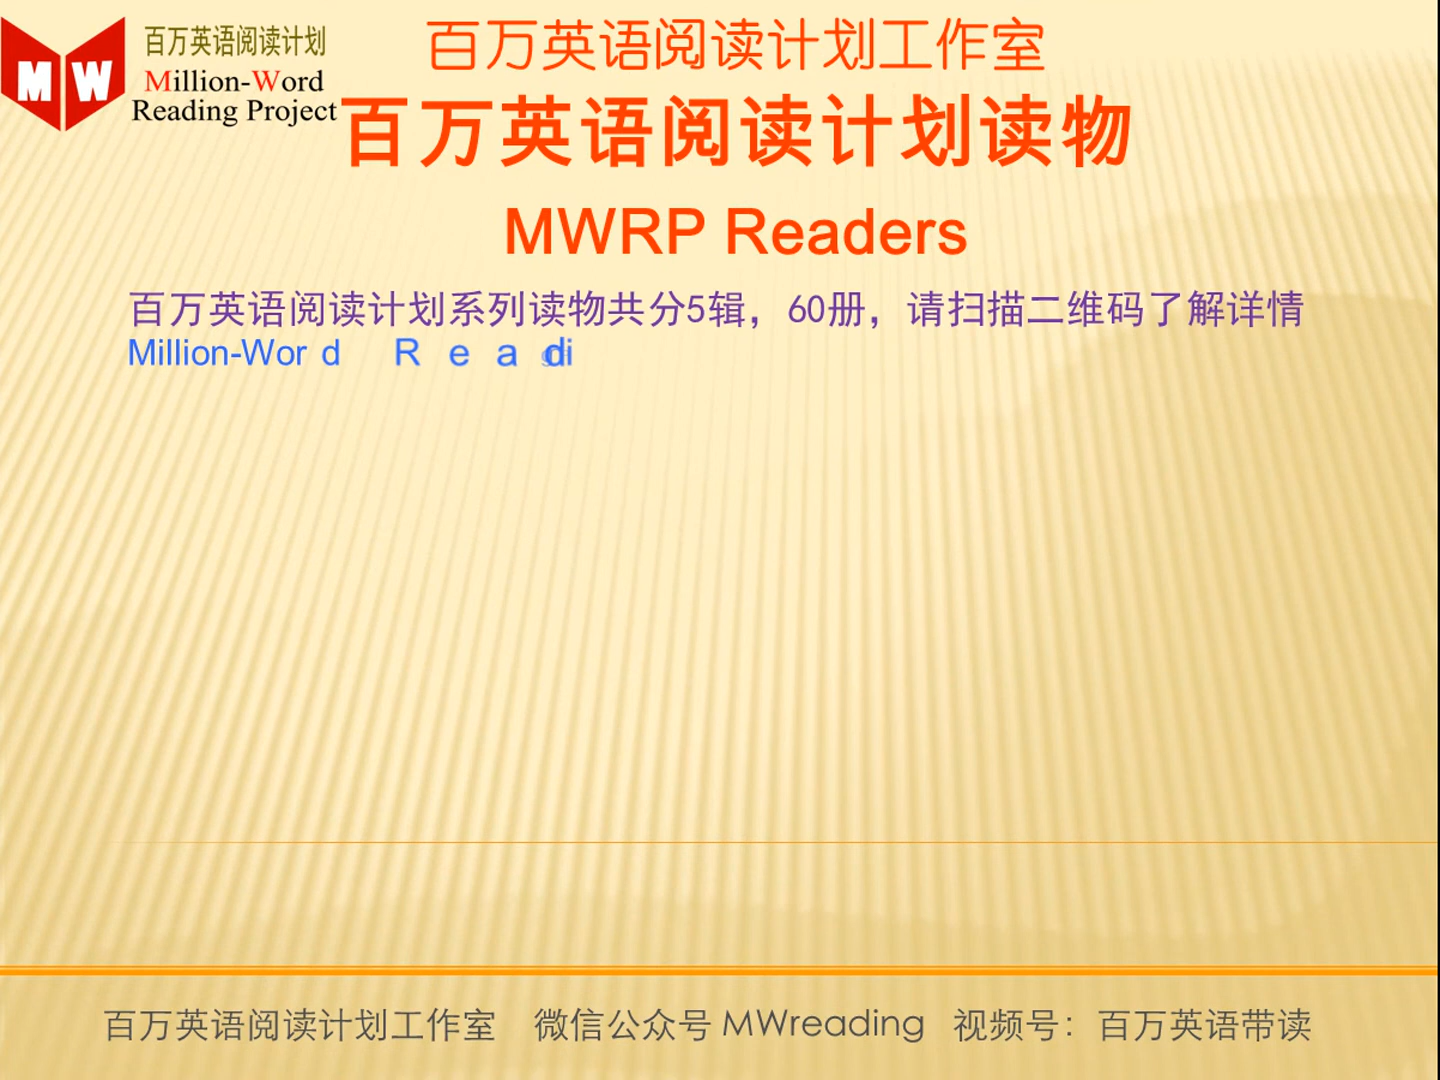 百万英语阅读计划
Million-Word
Reading Project
百万英语阅读计划工作室
百万英语阅读计划读物
MWRP Readers
百万英语阅读计划系列读物共分5辑，60册，请扫描二维码了解详情
Million-Word Readi
百万英语阅读计划工作室 微信公众号 MWreading 视频号：百万英语带读
MW